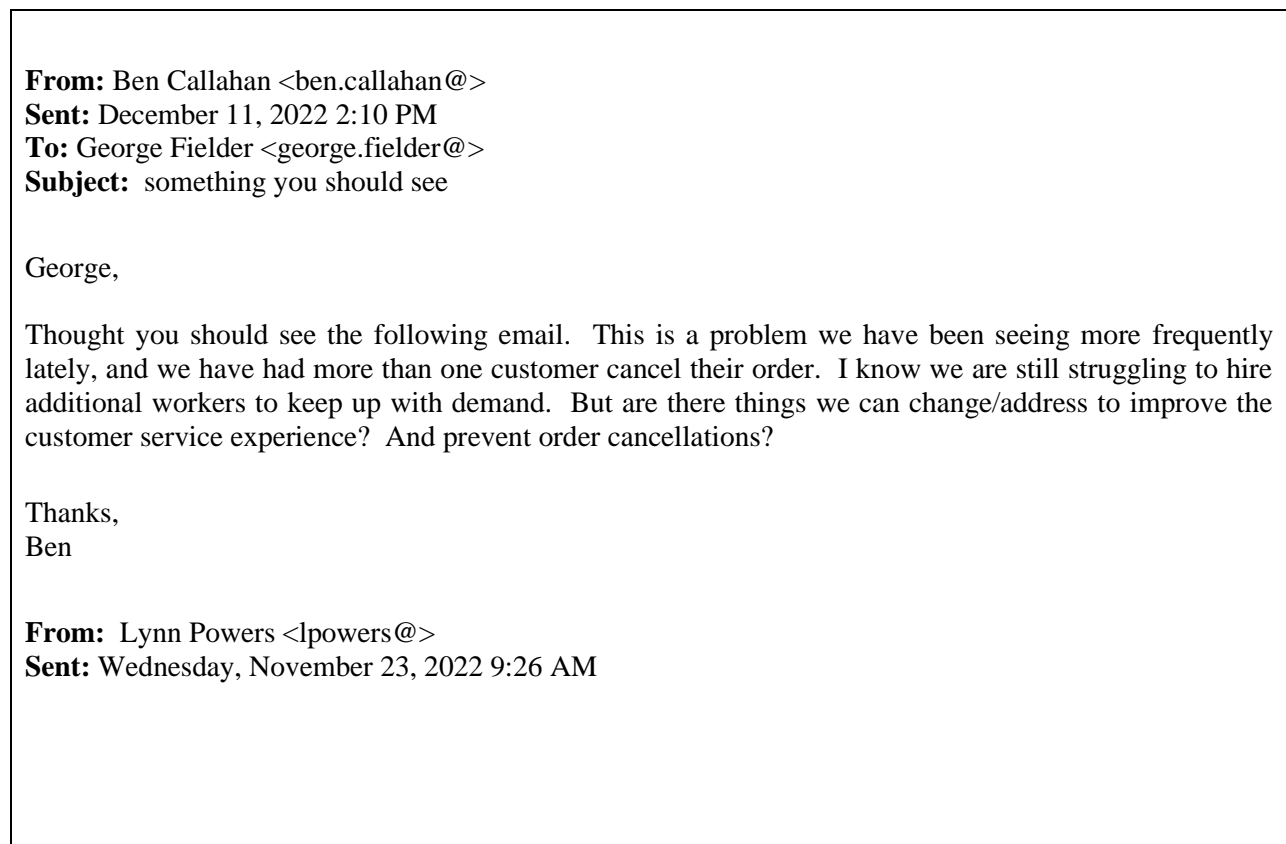 From: Ben Callahan <ben.callahan@>
Sent: December 11, 2022 2:10 PM
To: George Fielder <george.fielder@>
Subject: something you should see
George,
Thought you should see the following email. This is a problem we have been seeing more frequently
lately, and we have had more than one customer cancel their order. I know we are still struggling to hire
additional workers to keep up with demand. But are there things we can change/address to improve the
customer service experience? And prevent order cancellations?
Thanks,
Ben
From: Lynn Powers <lpowers@>
Sent: Wednesday, November 23, 2022 9:26 AM